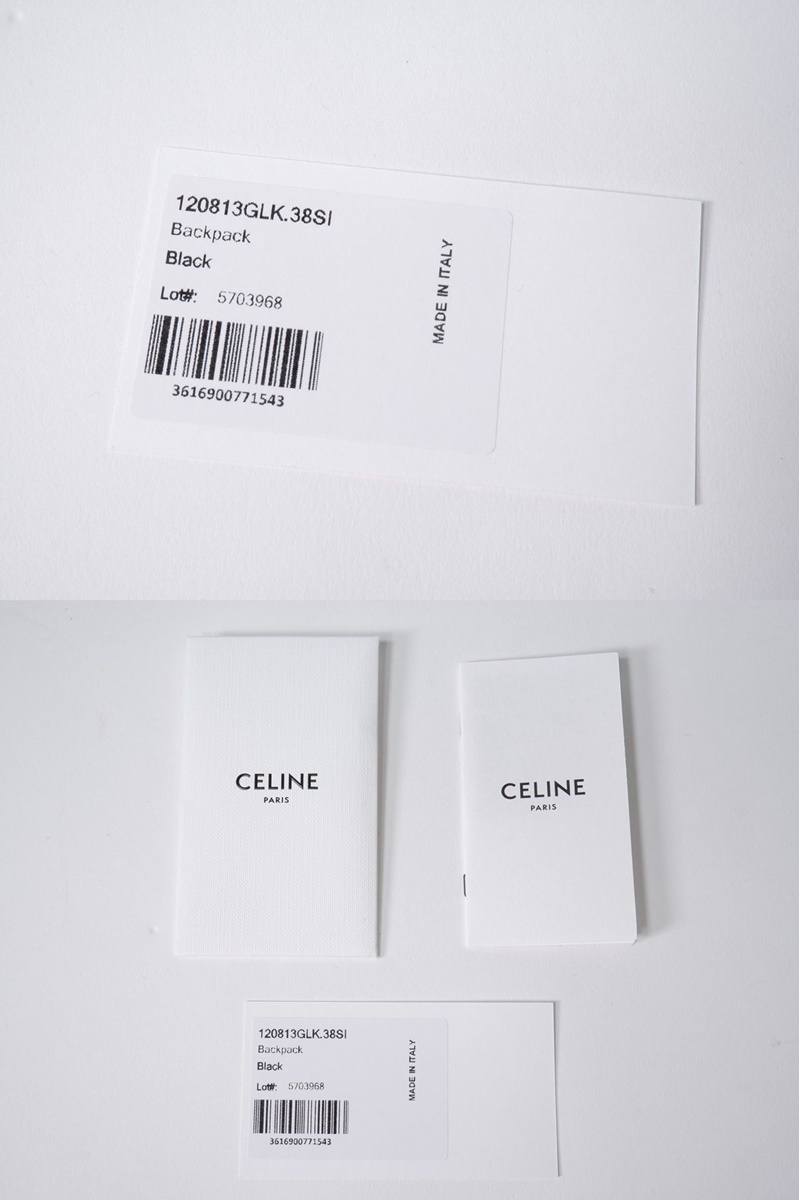 120813GLK.38SI
Backpack
Black
Lot#: 5703968
3616900771543
MADE IN ITALY
CELINE
PARIS
CELINE
PARIS
120813GLK.38SI
Backpack
Black
Lot#: 5703968
3616900771543
MADE IN ITALY